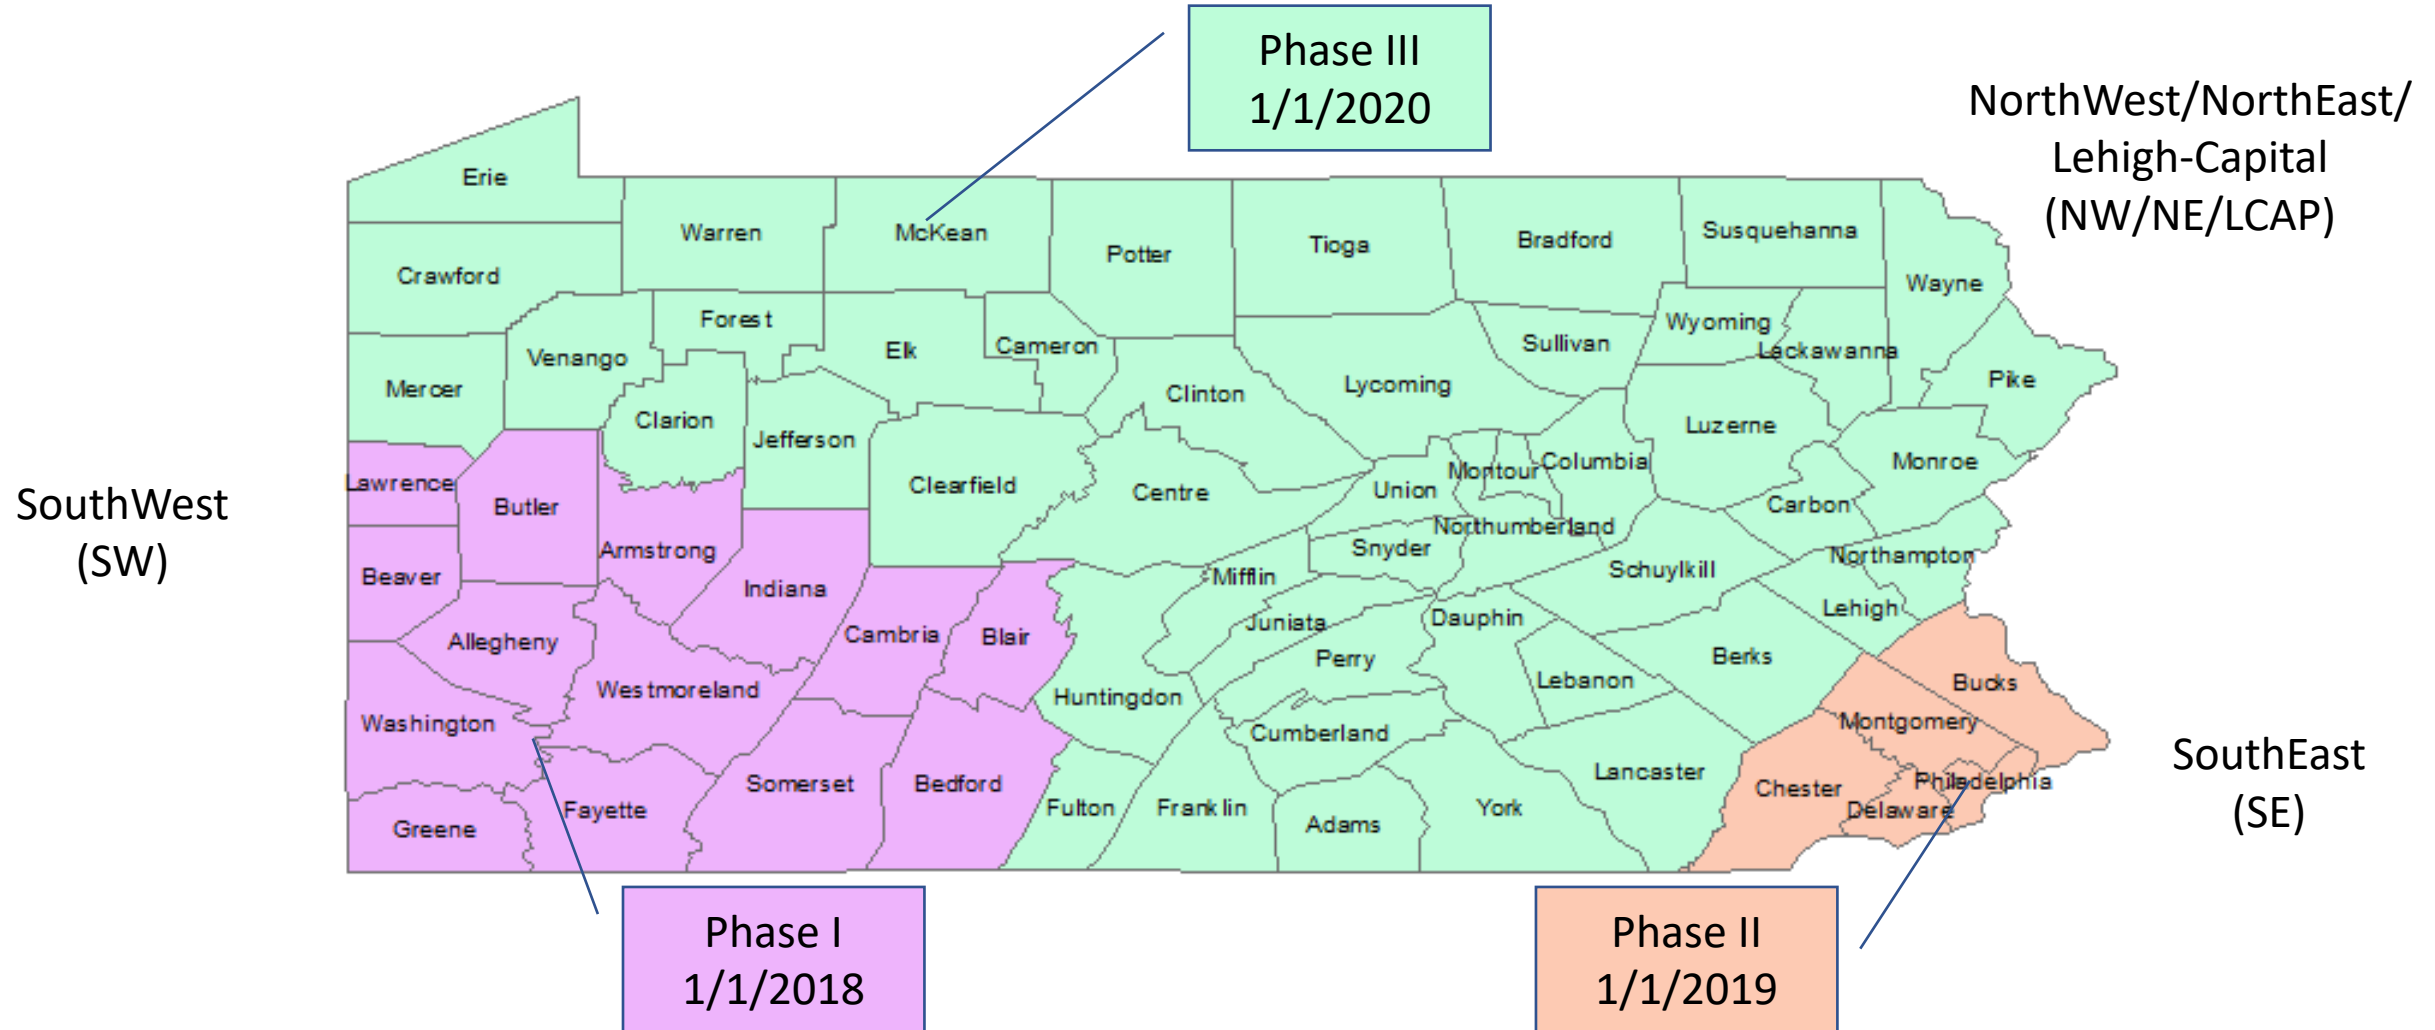 Phase III
1/1/2020
NorthWest/NorthEast/
Lehigh-Capital
(NW/NE/LCAP)
Erie
Warren
McKean
Potter
Tioga
Bradford
Susquehanna
Wayne
Crawford
Forest
Venango
Elk
Cameron
Sullivan
Wyoming
Lackawanna
Mercer
Clarion
Jefferson
Clinton
Lycoming
Luzerne
Pike
Lawrence
Butler
Clearfield
Centre
Union
Montour
Columbia
Monroe
Carbon
SouthWest
(SW)
Beaver
Armstrong
Indiana
Snyder
Northumberland
Schuylkill
Northampton
Mifflin
Lehigh
Allegheny
Cambria
Blair
Juniata
Dauphin
Perry
Berks
Westmoreland
Huntingdon
Lebanon
Bucks
Washington
Cumberland
Montgomery
Somerset
Bedford
Lancaster
Chester
Philadelphia
SouthEast
(SE)
Greene
Fayette
Fulton
Franklin
Adams
York
Delaware
Phase I
1/1/2018
Phase II
1/1/2019